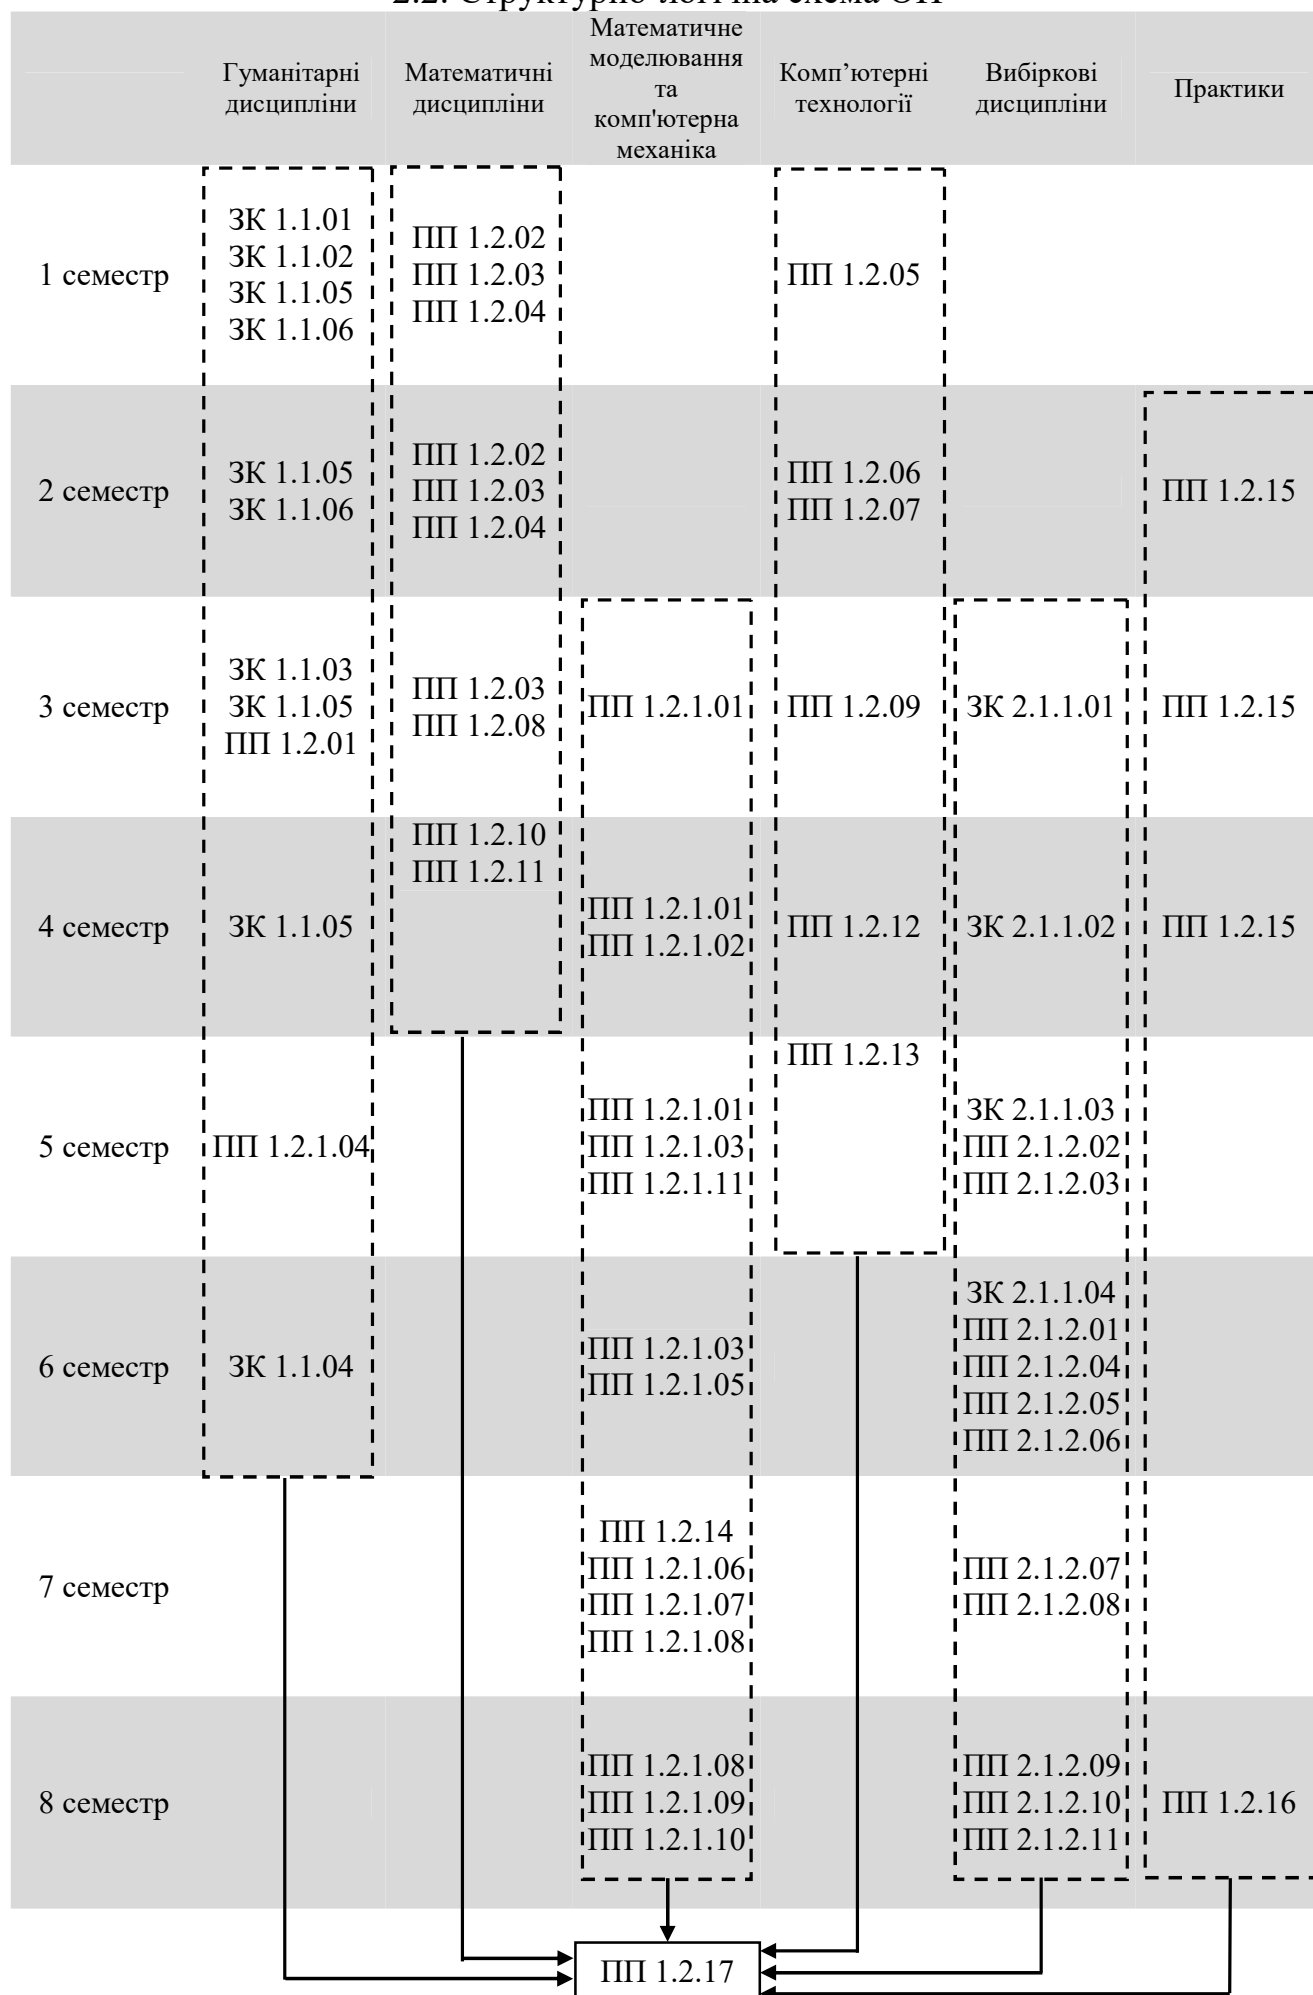 2.2. Структурно-логічна схема ОП
Гуманітарні
дисципліни
Математичні
дисципліни
Математичне
моделювання
та
комп'ютерна
механіка
Комп’ютерні
технології
Вибіркові
дисципліни
Практики
1 семестр
ЗК 1.1.01
ЗК 1.1.02
ЗК 1.1.05
ЗК 1.1.06
ПП 1.2.02
ПП 1.2.03
ПП 1.2.04
ПП 1.2.05
2 семестр
ЗК 1.1.05
ЗК 1.1.06
ПП 1.2.02
ПП 1.2.03
ПП 1.2.04
ПП 1.2.06
ПП 1.2.07
ПП 1.2.15
3 семестр
ЗК 1.1.03
ЗК 1.1.05
ПП 1.2.01
ПП 1.2.03
ПП 1.2.08
ПП 1.2.1.01
ПП 1.2.09
ЗК 2.1.1.01
ПП 1.2.15
4 семестр
ЗК 1.1.05
ПП 1.2.10
ПП 1.2.11
ПП 1.2.1.01
ПП 1.2.1.02
ПП 1.2.12
ЗК 2.1.1.02
ПП 1.2.15
5 семестр
ПП 1.2.1.04
ПП 1.2.1.01
ПП 1.2.1.03
ПП 1.2.1.11
ПП 1.2.13
ЗК 2.1.1.03
ПП 2.1.2.02
ПП 2.1.2.03
6 семестр
ЗК 1.1.04
ПП 1.2.1.03
ПП 1.2.1.05
ЗК 2.1.1.04
ПП 2.1.2.01
ПП 2.1.2.04
ПП 2.1.2.05
ПП 2.1.2.06
7 семестр
ПП 1.2.14
ПП 1.2.1.06
ПП 1.2.1.07
ПП 1.2.1.08
ПП 2.1.2.07
ПП 2.1.2.08
8 семестр
ПП 1.2.1.08
ПП 1.2.1.09
ПП 1.2.1.10
ПП 2.1.2.09
ПП 2.1.2.10
ПП 2.1.2.11
ПП 1.2.16
ПП 1.2.17